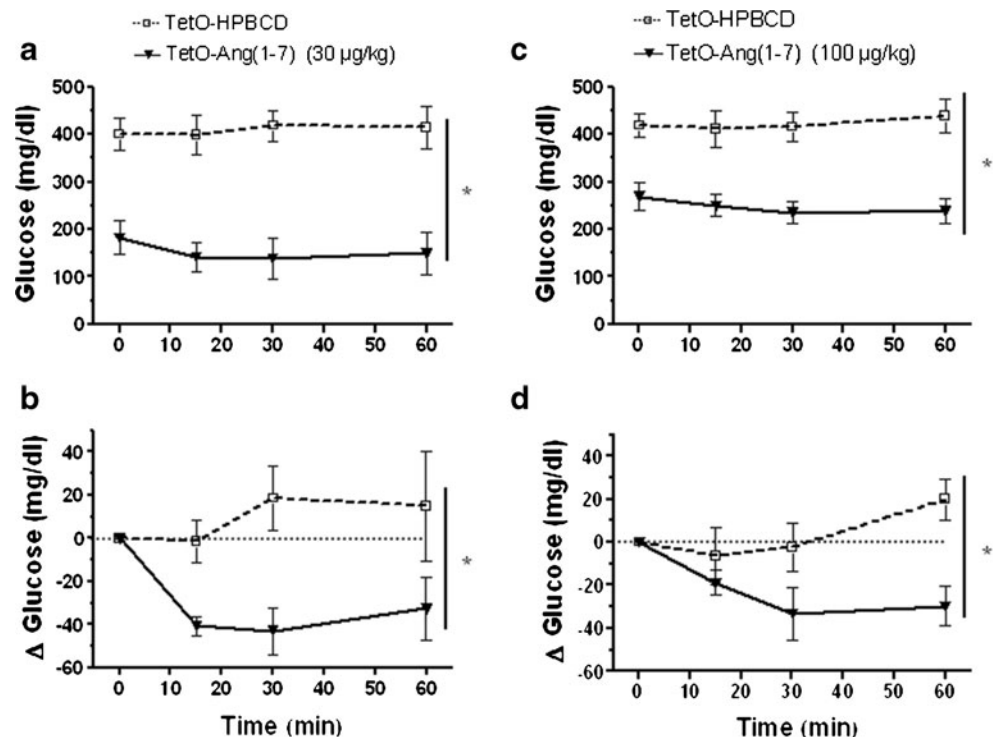 TetO-HPBCD
TetO-Ang(1-7) (30 µg/kg)
a
Glucose (mg/dl)
500
400
300
200
100
0
0 10 20 30 40 50 60
*
TetO-HPBCD
TetO-Ang(1-7) (100 µg/kg)
c
Glucose (mg/dl)
500
400
300
200
100
0
0 10 20 30 40 50 60
*
b
Δ Glucose (mg/dl)
40
20
0
-20
-40
-60
0 10 20 30 40 50 60
Time (min)
*
d
Δ Glucose (mg/dl)
40
20
0
-20
-40
-60
0 10 20 30 40 50 60
Time (min)
*